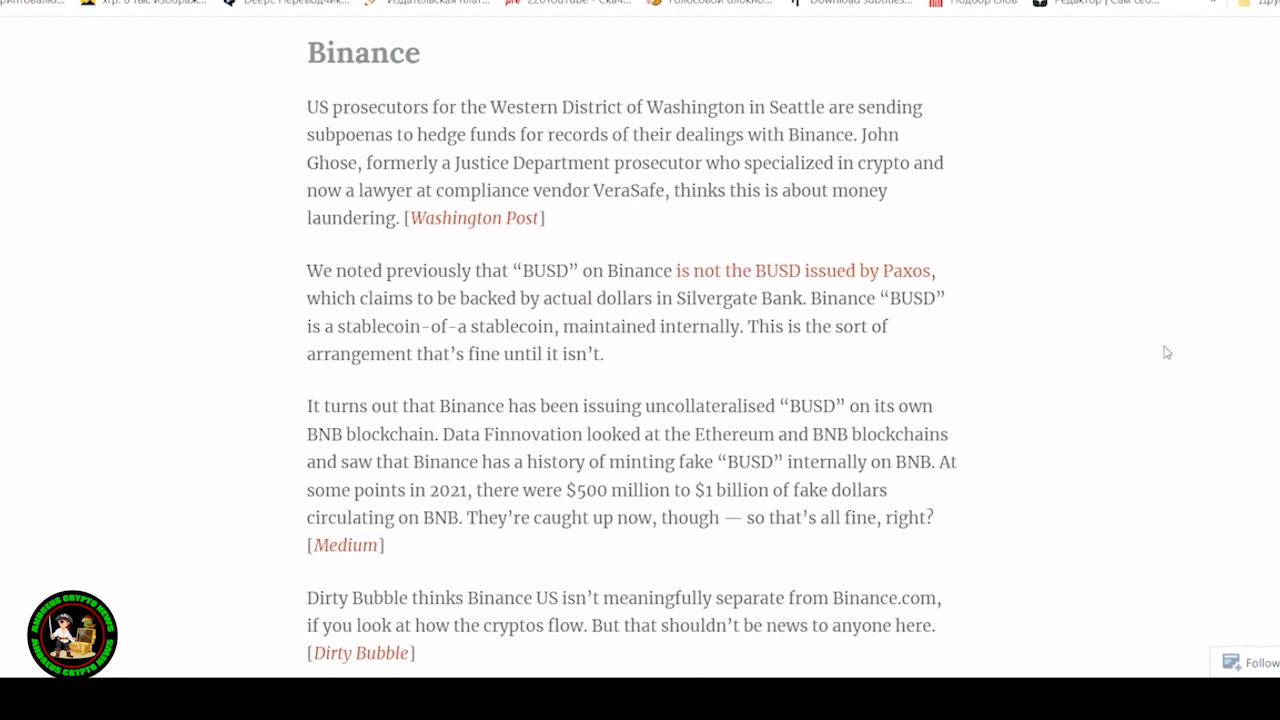 Binance
US prosecutors for the Western District of Washington in Seattle are sending
subpoenas to hedge funds for records of their dealings with Binance. John
Ghose, formerly a Justice Department prosecutor who specialized in crypto and
now a lawyer at compliance vendor VeraSafe, thinks this is about money
laundering. [Washington Post]
We noted previously that “BUSD” on Binance is not the BUSD issued by Paxos,
which claims to be backed by actual dollars in Silvergate Bank. Binance “BUSD”
is a stablecoin-of-a stablecoin, maintained internally. This is the sort of
arrangement that’s fine until it isn’t.
It turns out that Binance has been issuing uncollateralised “BUSD” on its own
BNB blockchain. Data Finnovation looked at the Ethereum and BNB blockchains
and saw that Binance has a history of minting fake “BUSD” internally on BNB. At
some points in 2021, there were $500 million to $1 billion of fake dollars
circulating on BNB. They’re caught up now, though — so that’s all fine, right?
[Medium]
Dirty Bubble thinks Binance US isn’t meaningfully separate from Binance.com,
if you look at how the cryptos flow. But that shouldn’t be news to anyone here.
[Dirty Bubble]
ANDREUS CRYPTO NEWS
ANDREUS CRYPTO NEWS
Follow